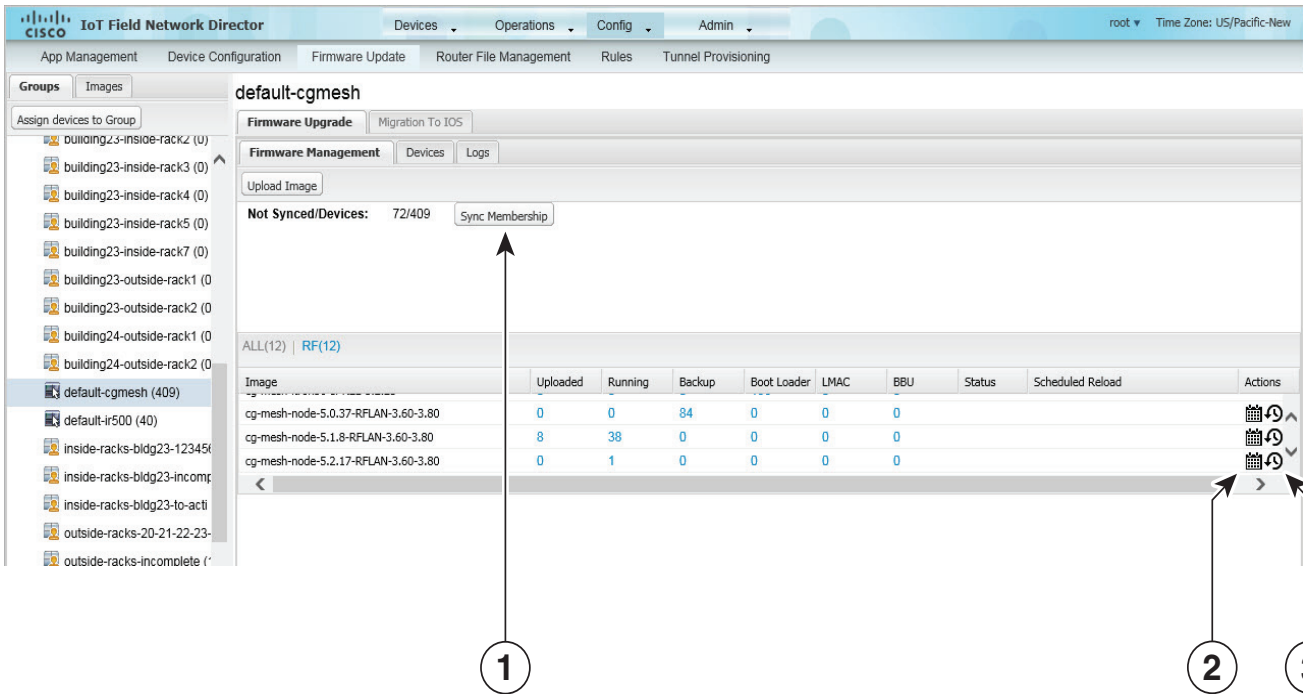 CISCO IoT Field Network Director Devices Operations Config Admin root Time Zone: US/Pacific-New
App Management Device Configuration Firmware Update Router File Management Rules Tunnel Provisioning
Groups Images
Assign devices to Group
building23-inside-rack2 (0)
building23-inside-rack3 (0)
building23-inside-rack4 (0)
building23-inside-rack5 (0)
building23-inside-rack7 (0)
building23-outside-rack1 (0
building23-outside-rack2 (0
building24-outside-rack1 (0
building24-outside-rack2 (0
default-cgmesh (409)
default-ir500 (40)
inside-racks-bldg23-123456
inside-racks-bldg23-incomp
inside-racks-bldg23-to-acti
outside-racks-20-21-22-23-
outside-racks-incomplete
default-cgmesh
Firmware Upgrade Migration To IOS
Firmware Management Devices Logs
Upload Image
Not Synced/Devices: 72/409 Sync Membership
ALL(12) | RF(12)
Image Uploaded Running Backup Boot Loader LMAC BBU Status Scheduled Reload Actions
cg-mesh-node-5.0.37-RFLAN-3.60-3.80 0 0 84 0 0 0
cg-mesh-node-5.1.8-RFLAN-3.60-3.80 8 38 0 0 0 0
cg-mesh-node-5.2.17-RFLAN-3.60-3.80 0 1 0 0 0 0
1
2